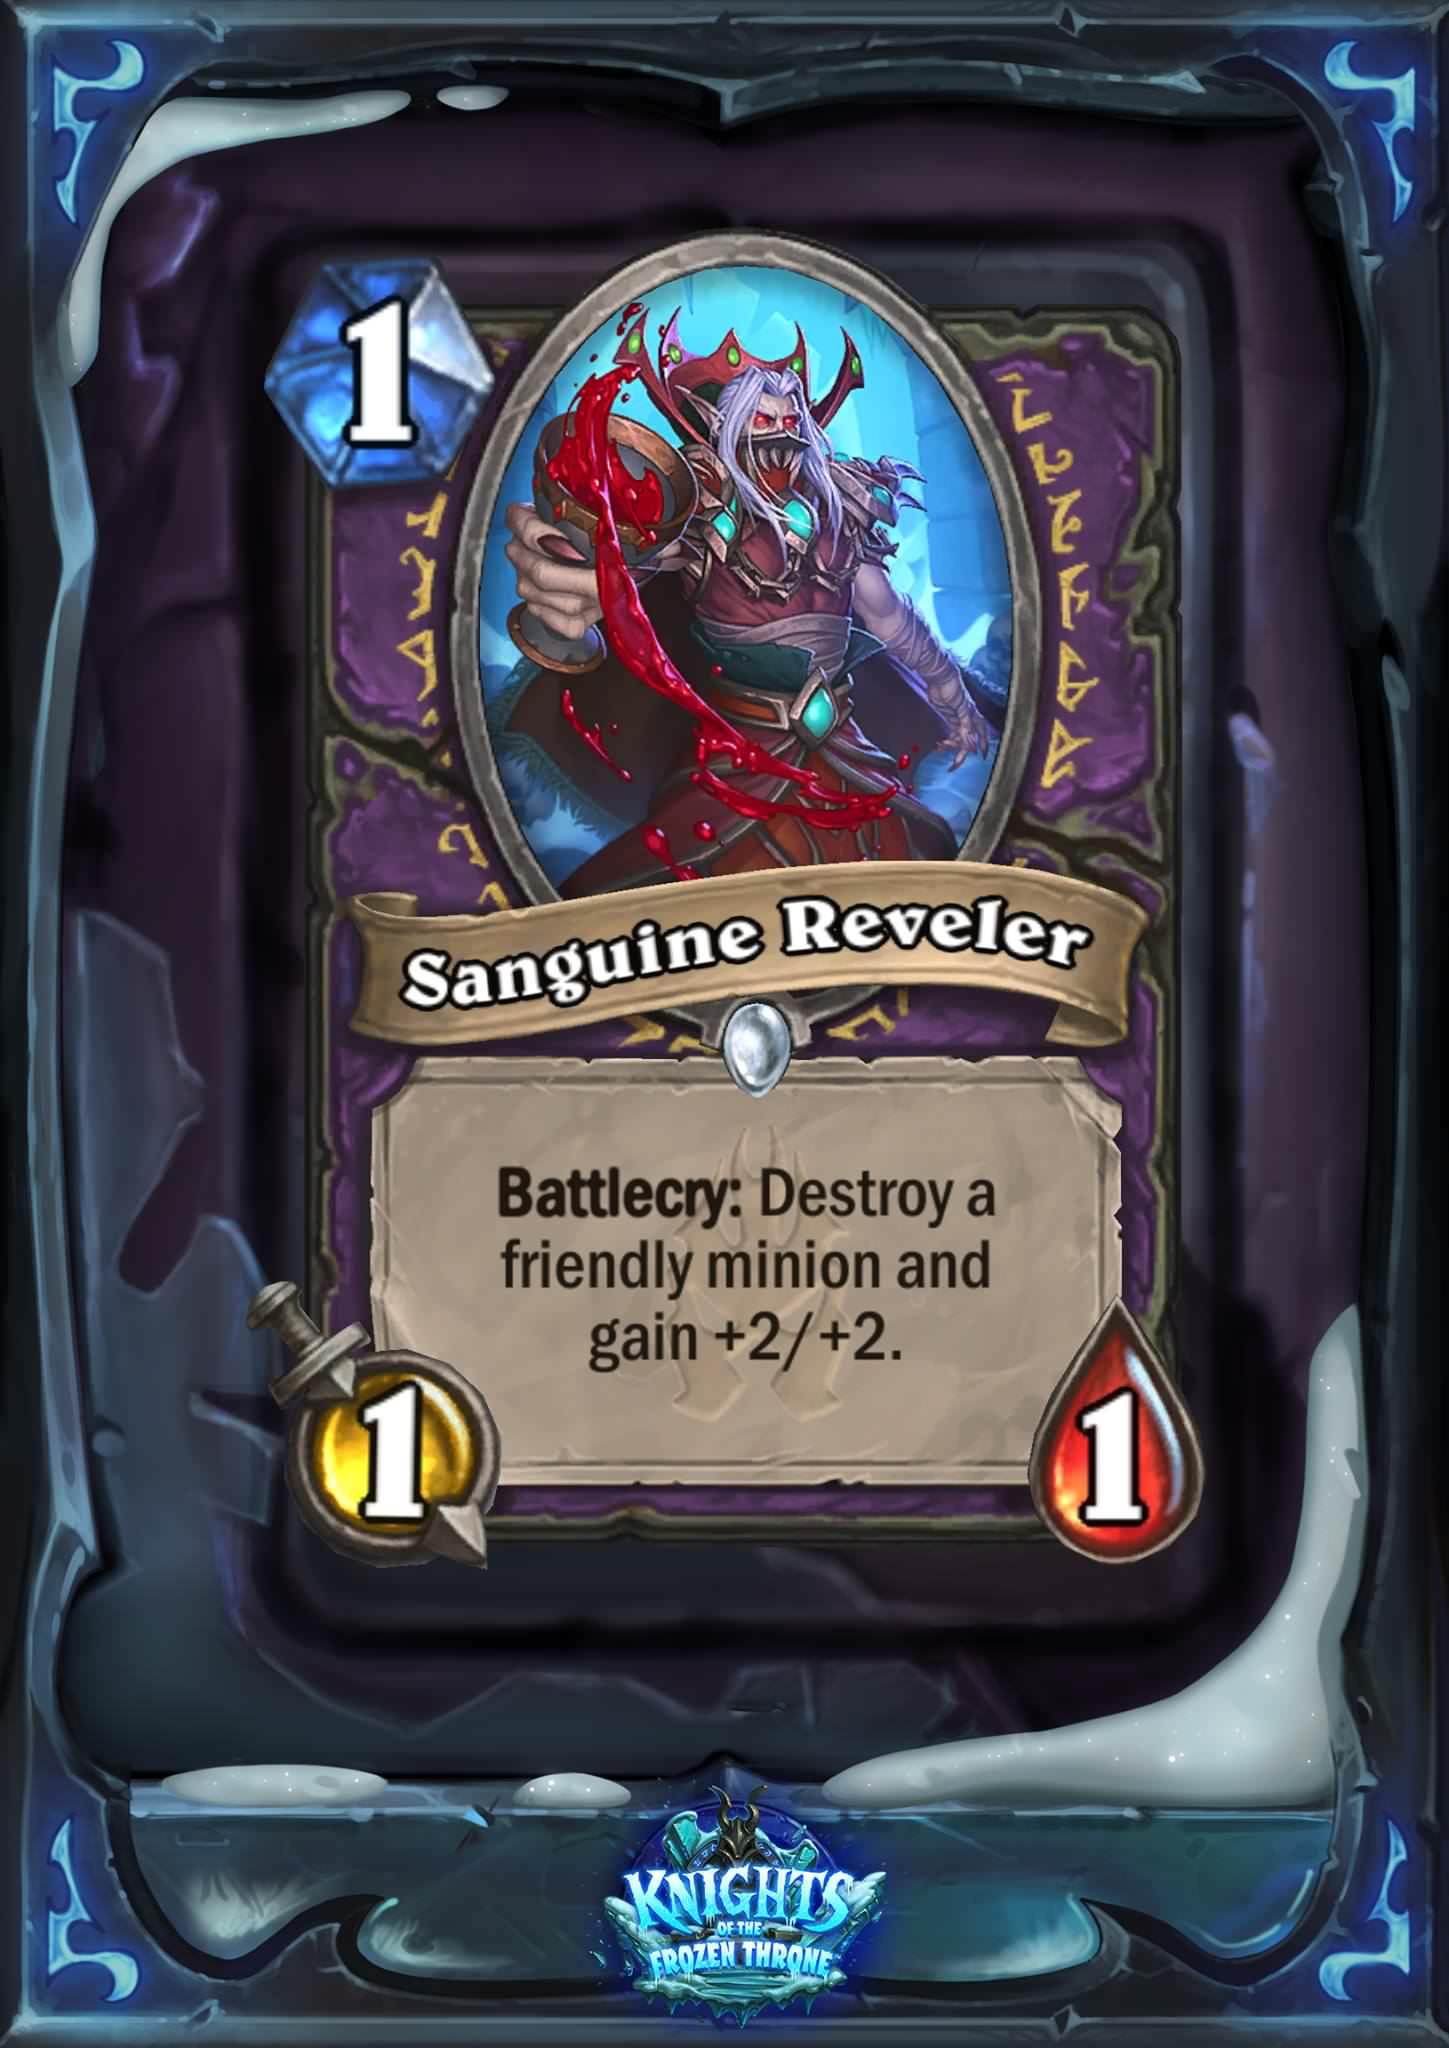 1
Sanguine Reveler
Battlecry: Destroy a
friendly minion and
gain +2/+2.
1
1
KNIGHTS
OF THE
FROZEN THRONE